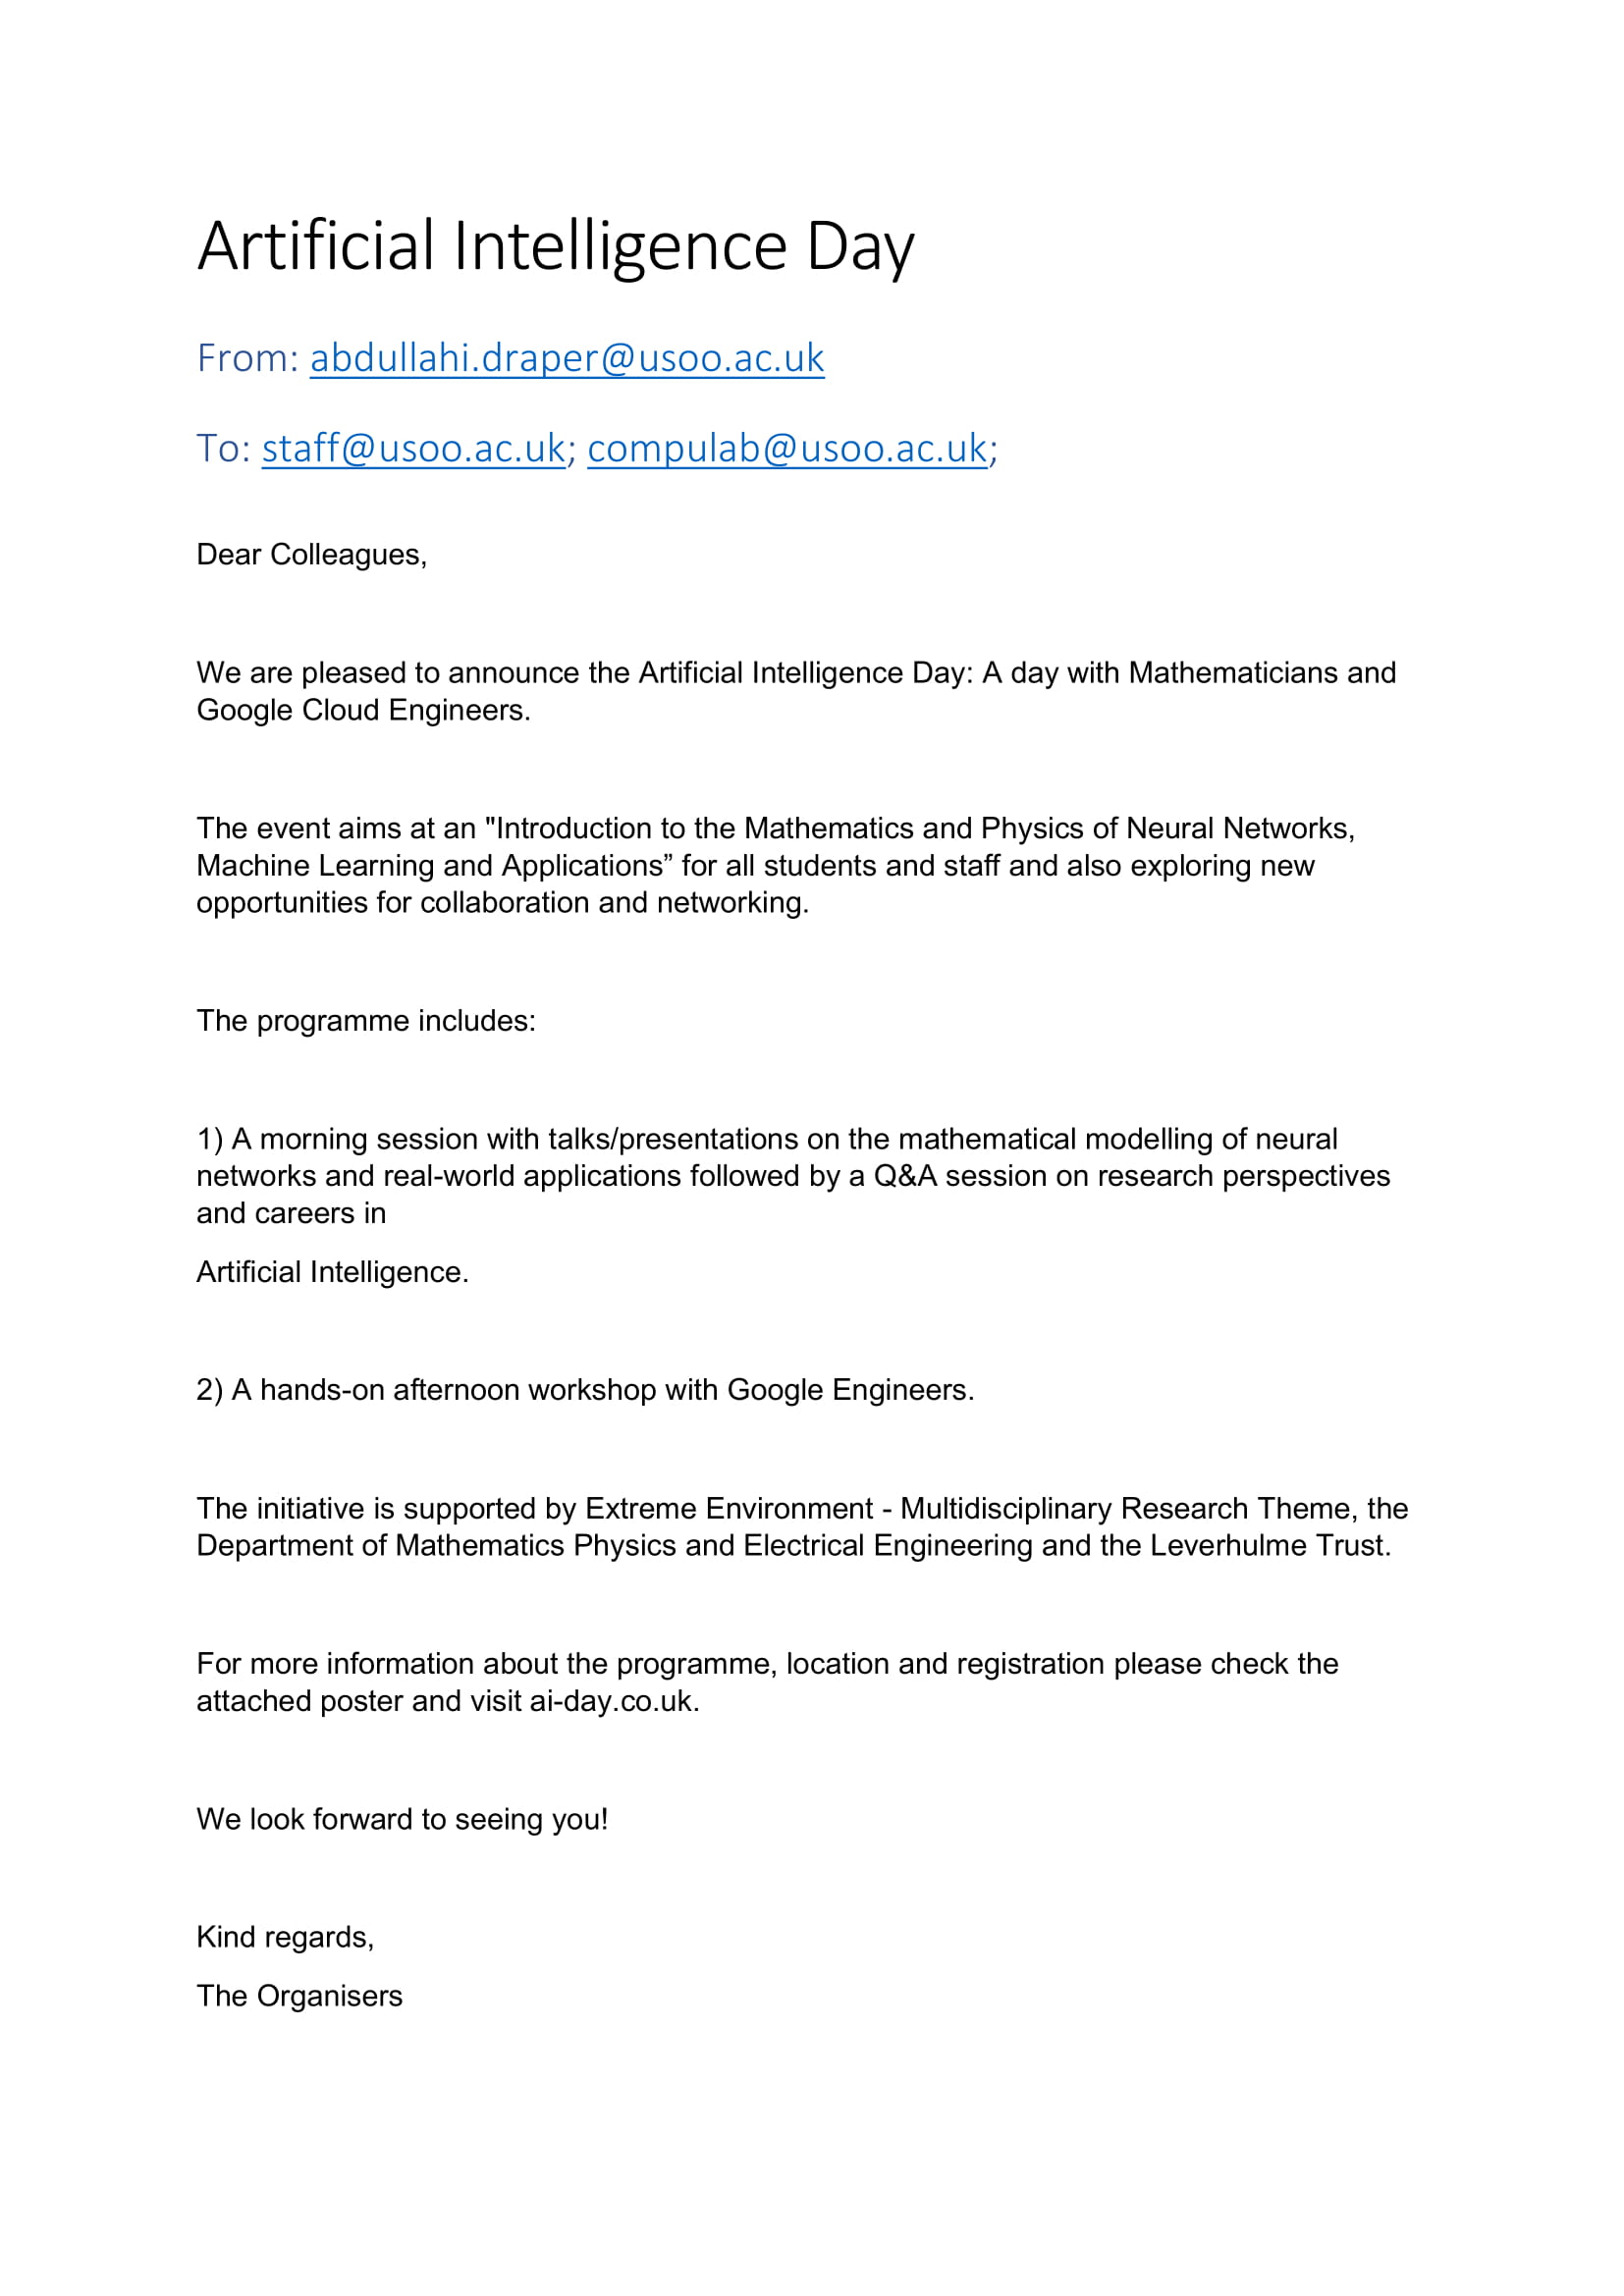 Artificial Intelligence Day
From: abdullahi.draper@usoo.ac.uk
To: staff@usoo.ac.uk; compulab@usoo.ac.uk;
Dear Colleagues,
We are pleased to announce the Artificial Intelligence Day: A day with Mathematicians and
Google Cloud Engineers.
The event aims at an "Introduction to the Mathematics and Physics of Neural Networks,
Machine Learning and Applications” for all students and staff and also exploring new
opportunities for collaboration and networking.
The programme includes:
1) A morning session with talks/presentations on the mathematical modelling of neural
networks and real-world applications followed by a Q&A session on research perspectives
and careers in
Artificial Intelligence.
2) A hands-on afternoon workshop with Google Engineers.
The initiative is supported by Extreme Environment - Multidisciplinary Research Theme, the
Department of Mathematics Physics and Electrical Engineering and the Leverhulme Trust.
For more information about the programme, location and registration please check the
attached poster and visit ai-day.co.uk.
We look forward to seeing you!
Kind regards,
The Organisers